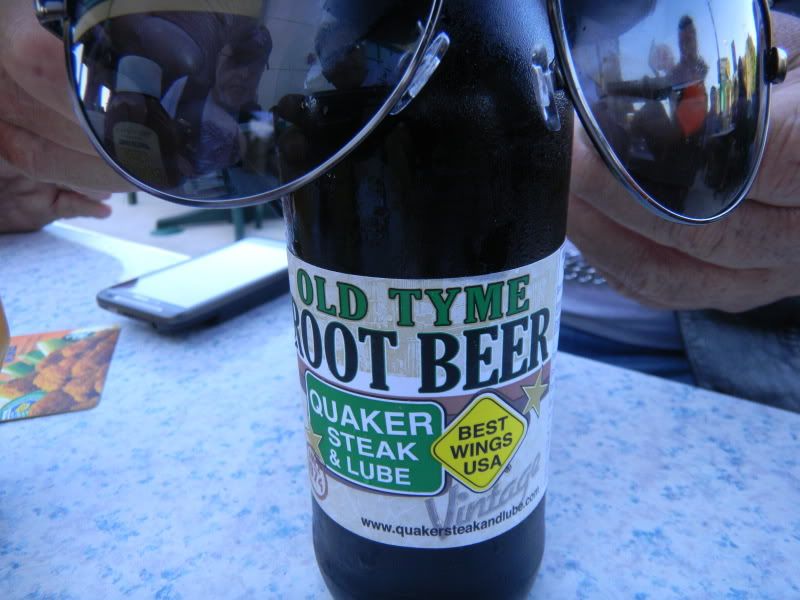 OLD TYME
ROOT BEER
QUAKER
STEAK
& LUBE
BEST
WINGS
USA
Vintage
www.quakersteakandlube.com